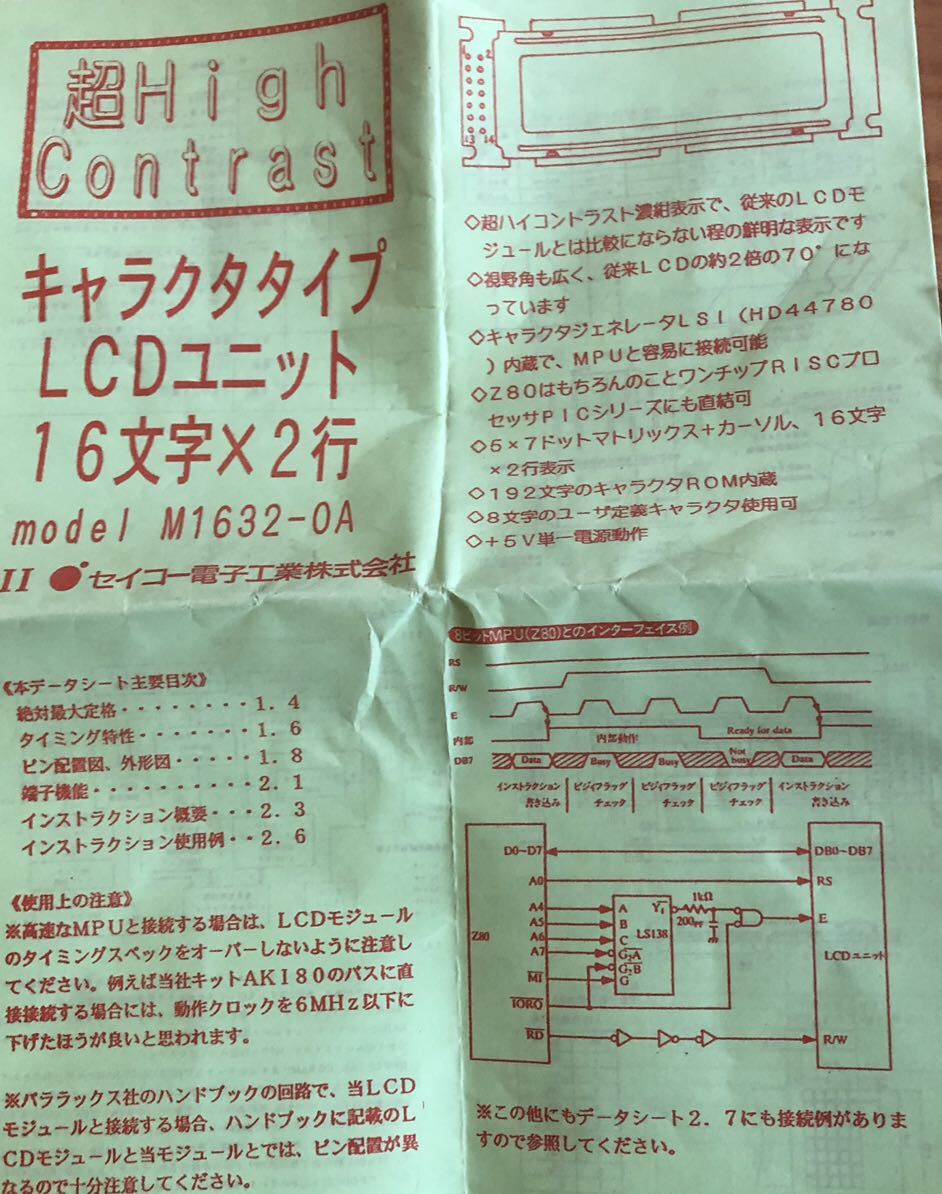 超High
Contrast
キャラクタタイプ
LCDユニット
16文字×2行
model M1632-0A
II セイコー電子工業株式会社
1 2
13 14
◇超ハイコントラスト濃紺表示で、従来のLCDモ
ジュールとは比較にならない程の鮮明な表示です
◇視野角も広く、従来LCDの約2倍の70°にな
っています
◇キャラクタジェネレータLSI(HD44780
)内蔵で、MPUと容易に接続可能
◇Z80はもちろんのことワンチップRISCプロ
セッサPICシリーズにも直結可
◇5×7ドットマトリックス+カーソル、16文字
×2行表示
◇192文字のキャラクタROM内蔵
◇8文字のユーザ定義キャラクタ使用可
◇+5V単一電源動作
《本データシート主要目次》
絶対最大定格・・・・・・・・1.4
タイミング特性・・・・・・・1.6
ピン配置図、外形図・・・・・1.8
端子機能・・・・・・・・・・2.1
インストラクション概要・・・2.3
インストラクション使用例・・2.6
《使用上の注意》
※高速なMPUと接続する場合は、LCDモジュール
のタイミングスペックをオーバーしないように注意し
てください。例えば当社キットAKI80のバスに直
接接続する場合には、動作クロックを6MHz以下に
下げたほうが良いと思われます。
※パララックス社のハンドブックの回路で、当LCD
モジュールと接続する場合、ハンドブックに記載のL
CDモジュールと当モジュールとでは、ピン配置が異
なるので十分注意してください。
8ビットMPU(Z80)とのインターフェイス例
RS
R/W
E
内部 内部動作 Ready for data
DB7 Data Busy Busy Not busy Data
インストラクション ビジィフラッグ ビジィフラッグ ビジィフラッグ インストラクション
書き込み チェック チェック チェック 書き込み
D0~D7 DB0~DB7
A0 RS
A4 A Y₁ 1kΩ
A5 B 200PF E
A6 C LS138
Z80 A7 G₂A LCDユニット
G₂B
M1 G
IORQ
RD R/W
※この他にもデータシート2.7にも接続例がありま
すので参照してください。